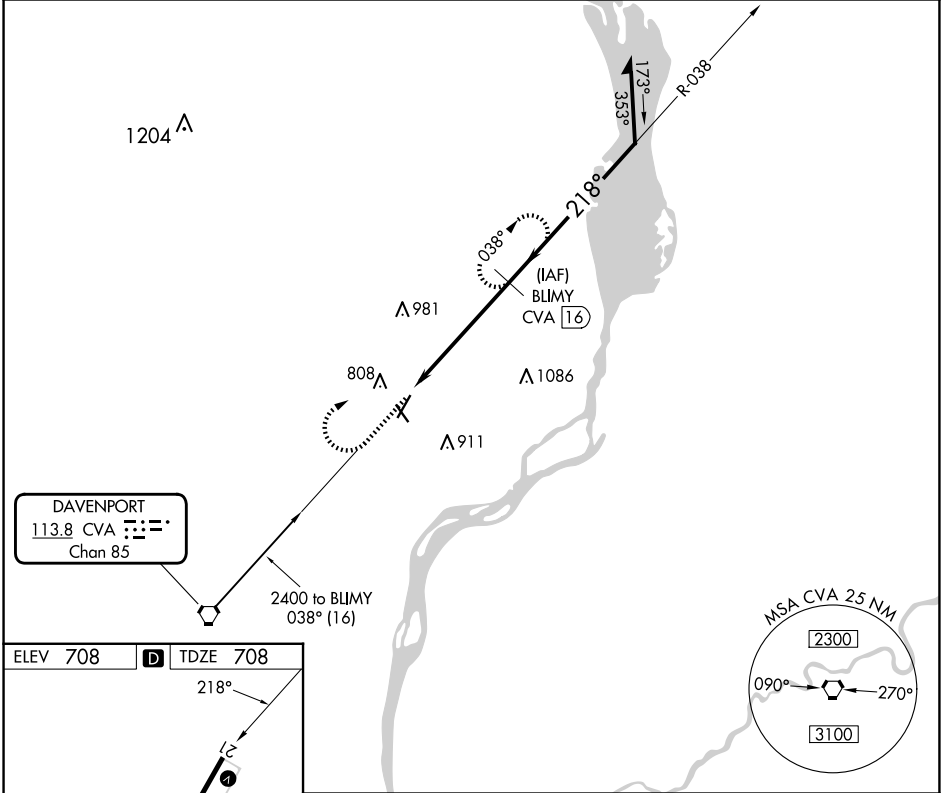 R-038
173°
353°
1204
218°
038°
(IAF)
BLIMY
CVA 16
981
808
1086
911
DAVENPORT
113.8 CVA
Chan 85
2400 to BLIMY
038° (16)
MSA CVA 25 NM
2300
090°
270°
3100
ELEV 708 D TDZE 708
218°
21
V